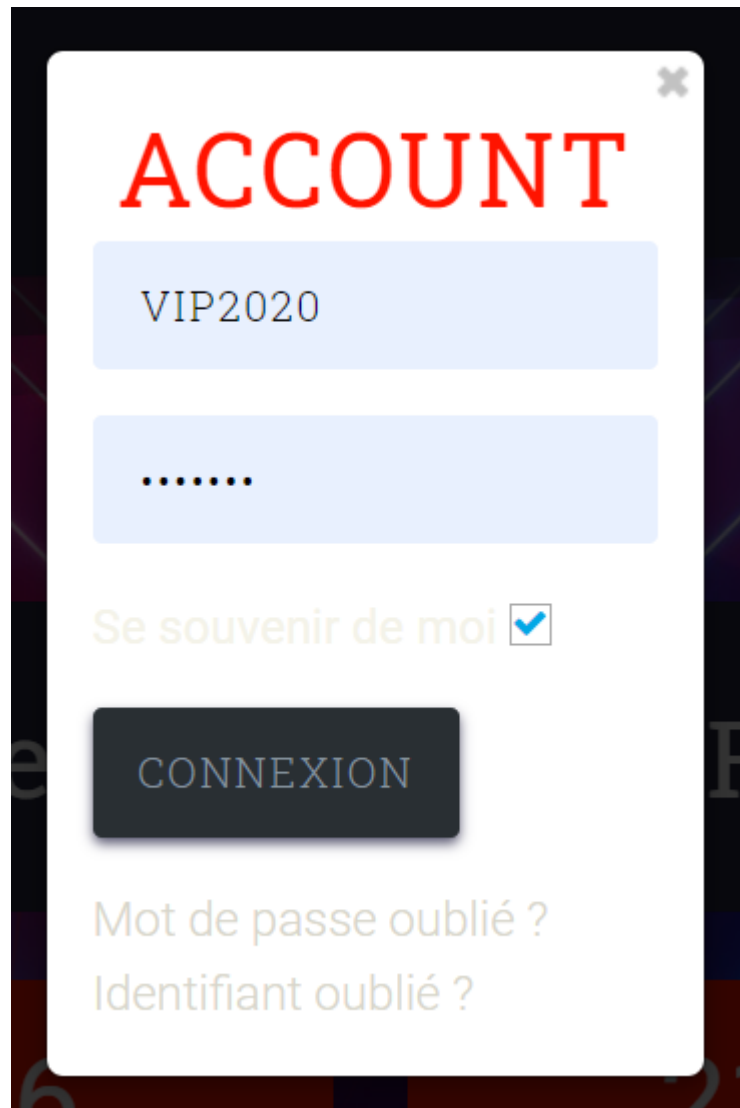 ACCOUNT
VIP2020
•••••••
Se souvenir de moi
CONNEXION
Mot de passe oublié ?
Identifiant oublié ?